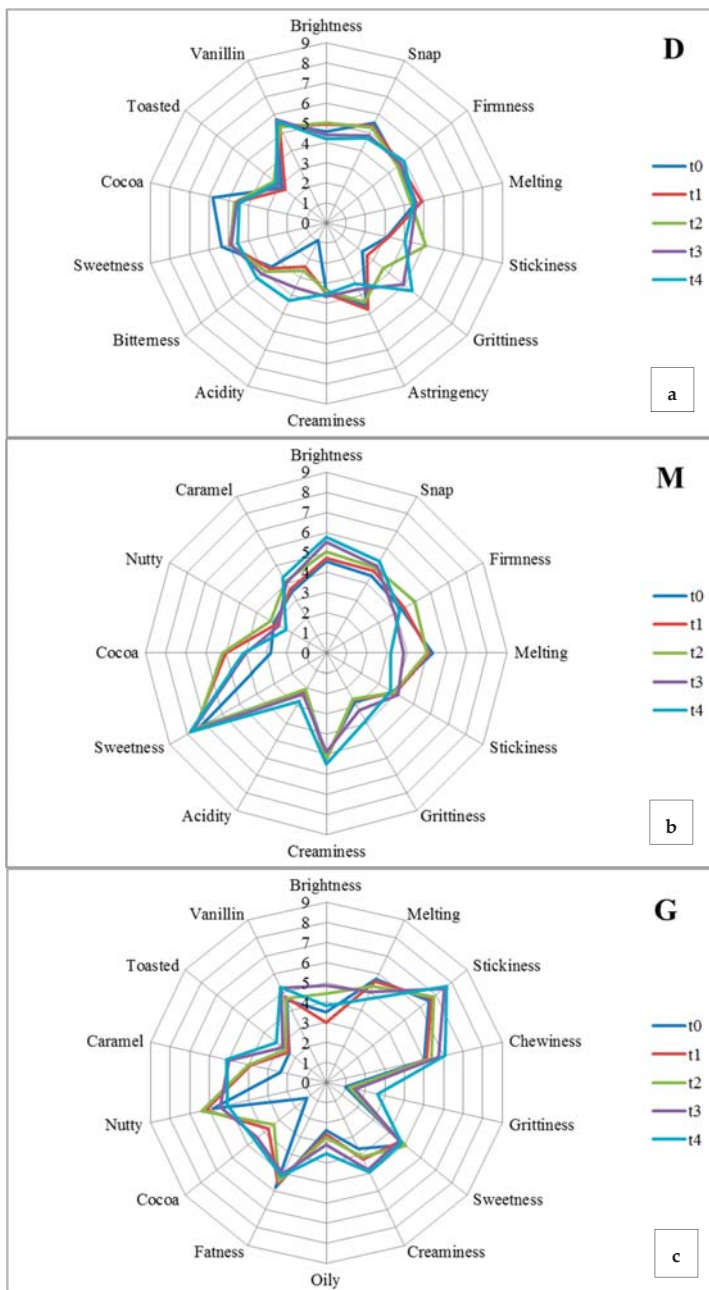 Brightness
D
Vanillin
Snap
Toasted
Firmness
Cocoa
Melting
Sweetness
Stickiness
Bitterness
Grittiness
Acidity
Astringency
Creaminess
9
8
7
6
5
4
3
2
1
0
t0
t1
t2
t3
t4
a
Brightness
M
Caramel
Snap
Nutty
Firmness
Cocoa
Melting
Sweetness
Stickiness
Acidity
Grittiness
Creaminess
9
8
7
6
5
4
3
2
1
0
t0
t1
t2
t3
t4
b
Brightness
G
Vanillin
Melting
Toasted
Stickiness
Caramel
Chewiness
Nutty
Grittiness
Cocoa
Sweetness
Fatness
Creaminess
Oily
9
8
7
6
5
4
3
2
1
0
t0
t1
t2
t3
t4
c